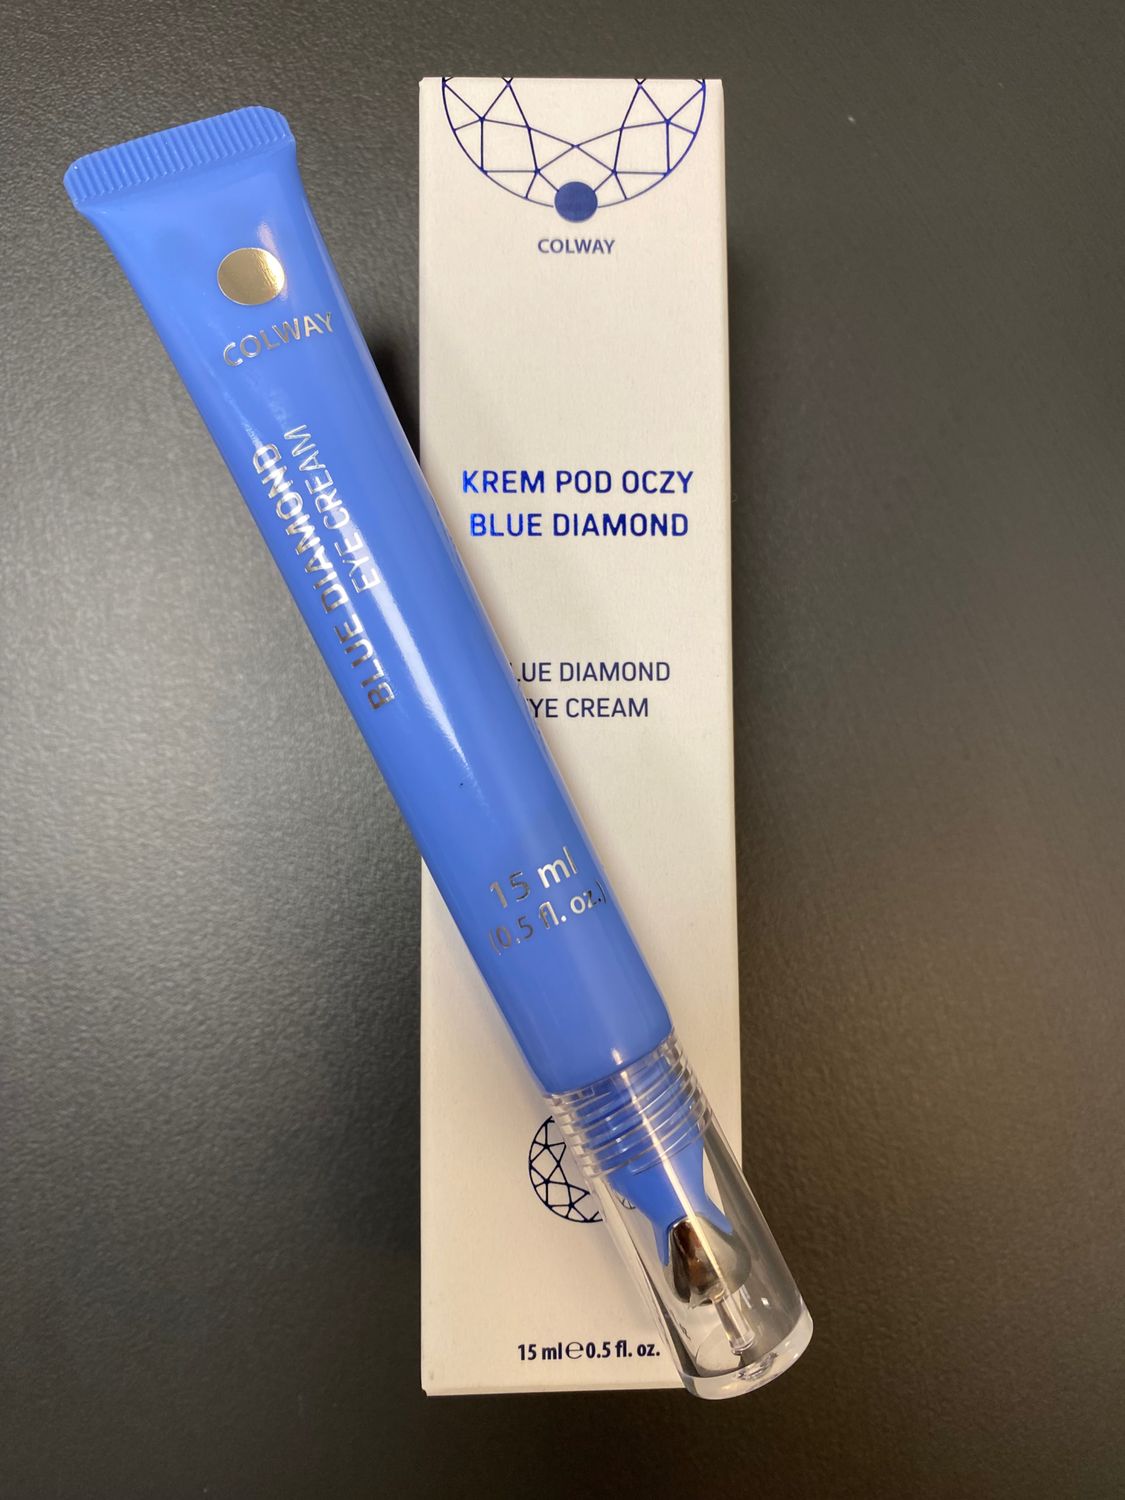 COLWAY
BLUE DIAMOND
EYE CREAM
15 ml
(0.5 fl. oz.)
COLWAY
KREM POD OCZY
BLUE DIAMOND
LUE DIAMOND
YE CREAM
15 ml ℮ 0.5 fl. oz.